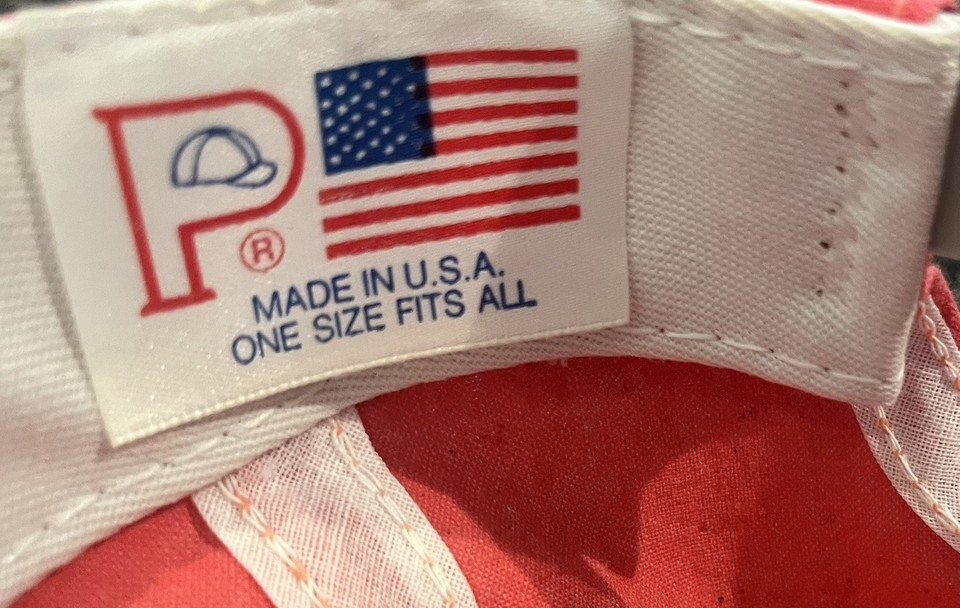 P
®
MADE IN U.S.A.
ONE SIZE FITS ALL